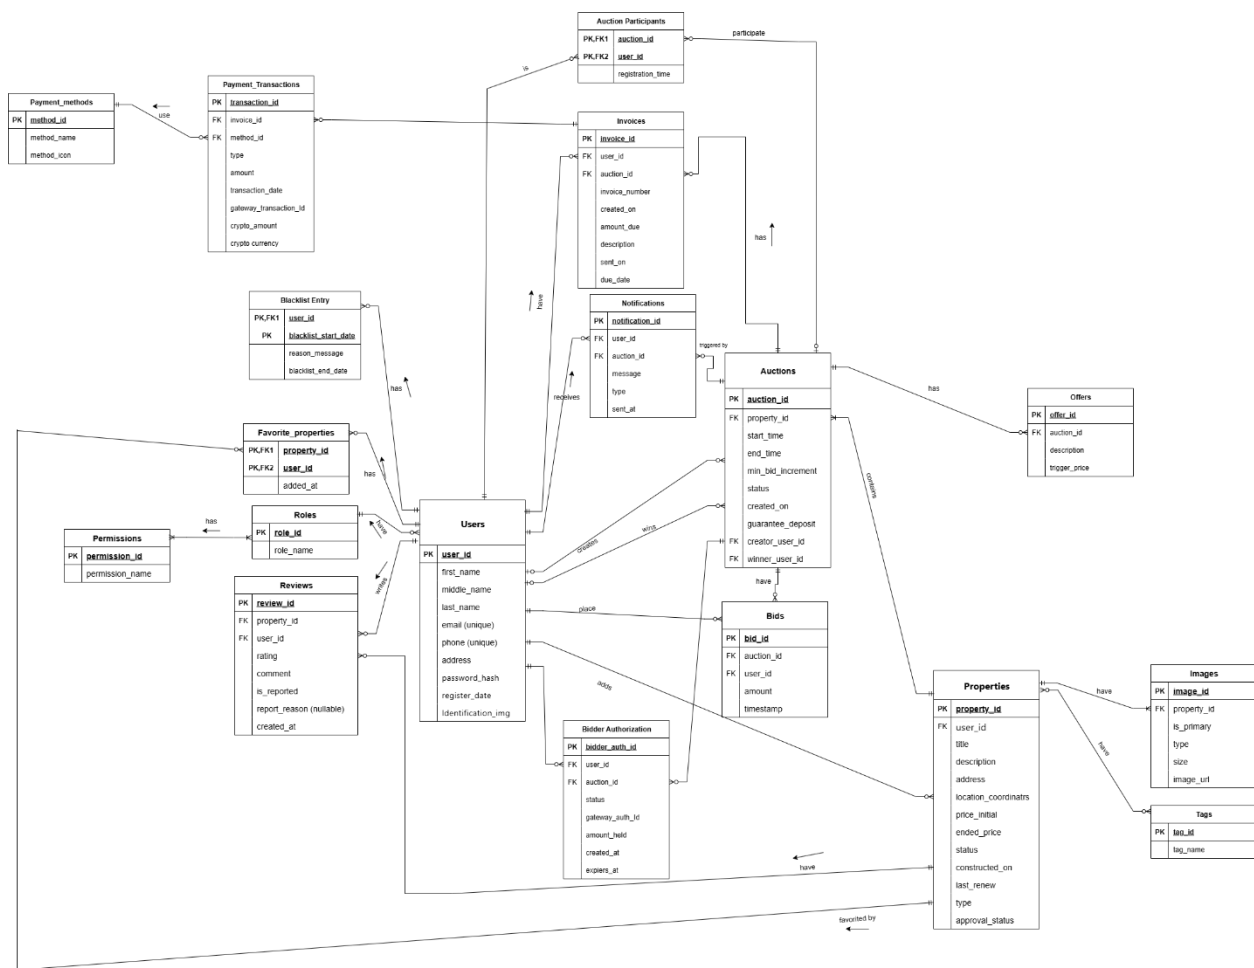 Auction Participants
PK,FK1 auction_id
PK,FK2 user_id
registration_time
participate
is
Payment_Transactions
PK transaction_id
FK invoice_id
FK method_id
type
amount
transaction_date
gateway_transaction_Id
crypto_amount
crypto currency
Payment_methods
PK method_id
method_name
method_icon
use
Invoices
PK invoice_id
FK user_id
FK auction_id
invoice_number
created_on
amount_due
description
sent_on
due_date
has
have
Blacklist Entry
PK,FK1 user_id
PK blacklist_start_date
reason_message
blacklist_end_date
has
Notifications
PK notification_id
FK user_id
FK auction_id
message
type
sent_at
triggered by
receives
Auctions
PK auction_id
FK property_id
start_time
end_time
min_bid_increment
status
created_on
guarantee_deposit
FK creator_user_id
FK winner_user_id
has
Offers
PK offer_id
FK auction_id
description
trigger_price
Favorite_properties
PK,FK1 property_id
PK,FK2 user_id
added_at
has
Roles
PK role_id
role_name
have
Permissions
PK permission_id
permission_name
has
Reviews
PK review_id
FK property_id
FK user_id
rating
comment
is_reported
report_reason (nullable)
created_at
writes
Users
PK user_id
first_name
middle_name
last_name
email (unique)
phone (unique)
address
password_hash
register_date
Identification_img
creates
wins
place
adds
contains
have
Bids
PK bid_id
FK auction_id
FK user_id
amount
timestamp
Bidder Authorization
PK bidder_auth_id
FK user_id
FK auction_id
status
gateway_auth_Id
amount_held
created_at
expiers_at
Properties
PK property_id
FK user_id
title
description
address
location_coordinatrs
price_initial
ended_price
status
constructed_on
last_renew
type
approval_status
have
have
Images
PK image_id
FK property_id
is_primary
type
size
image_url
Tags
PK tag_id
tag_name
have
favorited by